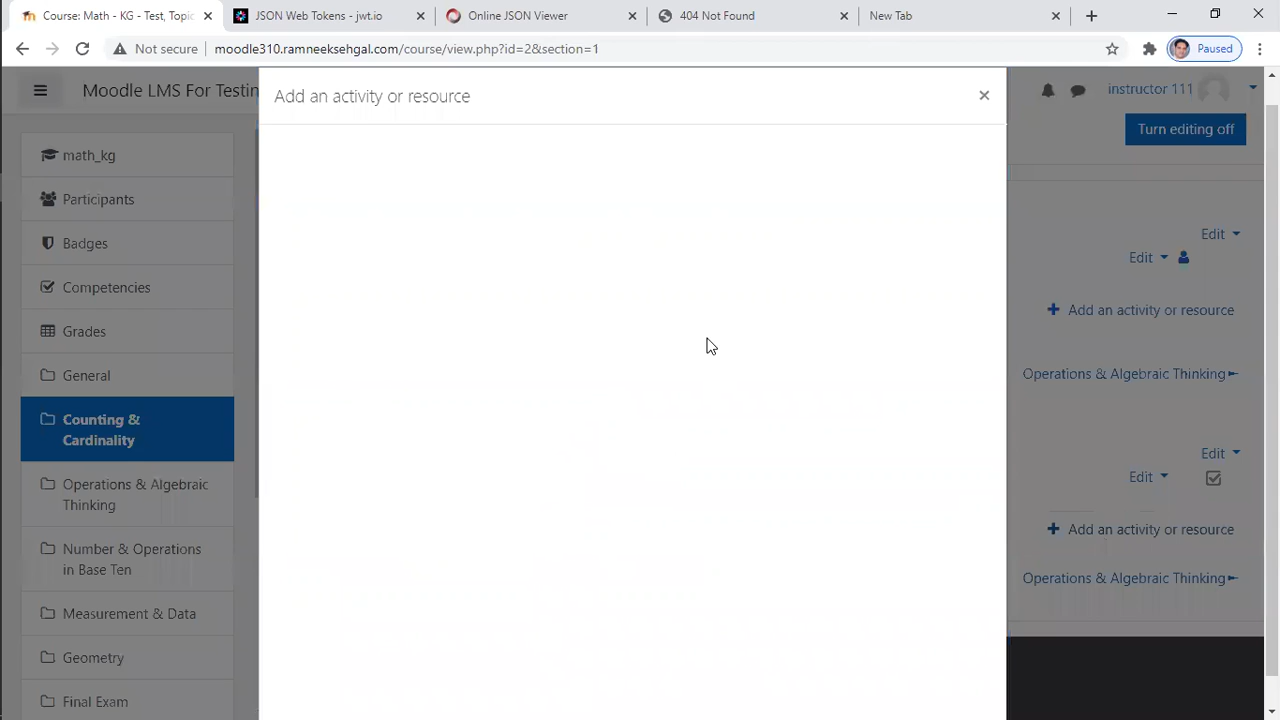 Course: Math - KG - Test, Topic
JSON Web Tokens - jwt.io
Online JSON Viewer
404 Not Found
New Tab
Not secure
moodle310.ramneeksehgal.com/course/view.php?id=2&section=1
Paused
Moodle LMS For Testin
Add an activity or resource
instructor 111
Turn editing off
math_kg
Participants
Badges
Competencies
Grades
General
Counting &
Cardinality
Operations & Algebraic
Thinking
Number & Operations
in Base Ten
Measurement & Data
Geometry
Final Exam
Edit
Edit
Add an activity or resource
Operations & Algebraic Thinking
Edit
Edit
Add an activity or resource
Operations & Algebraic Thinking